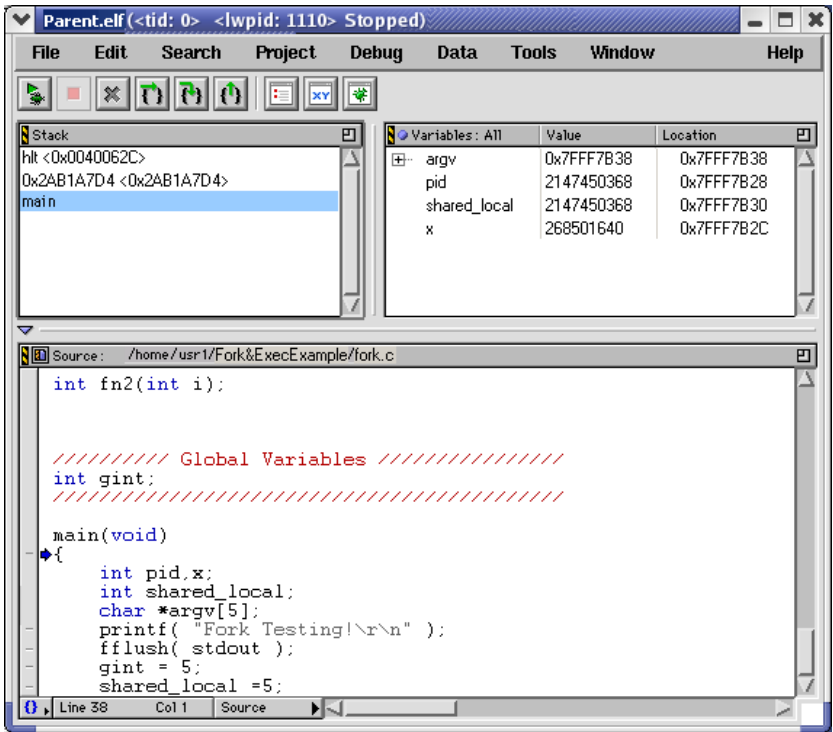 Parent.elf (<tid: 0> <lwpid: 1110> Stopped)
File Edit Search Project Debug Data Tools Window Help
Stack
hlt <0x0040062C>
0x2AB1A7D4 <0x2AB1A7D4>
main
Variables: All Value Location
argv 0x7FFF7B38 0x7FFF7B38
pid 2147450368 0x7FFF7B28
shared_local 2147450368 0x7FFF7B30
x 268501640 0x7FFF7B2C
Source: /home/usr1/Fork&ExecExample/fork.c
int fn2(int i);
////////// Global Variables ////////////////
int gint;
////////////////////////////////////////////
main(void)
{
int pid,x;
int shared_local;
char *argv[5];
printf( "Fork Testing!\r\n" );
fflush( stdout );
gint = 5;
shared_local =5;
Line 38 Col 1 Source